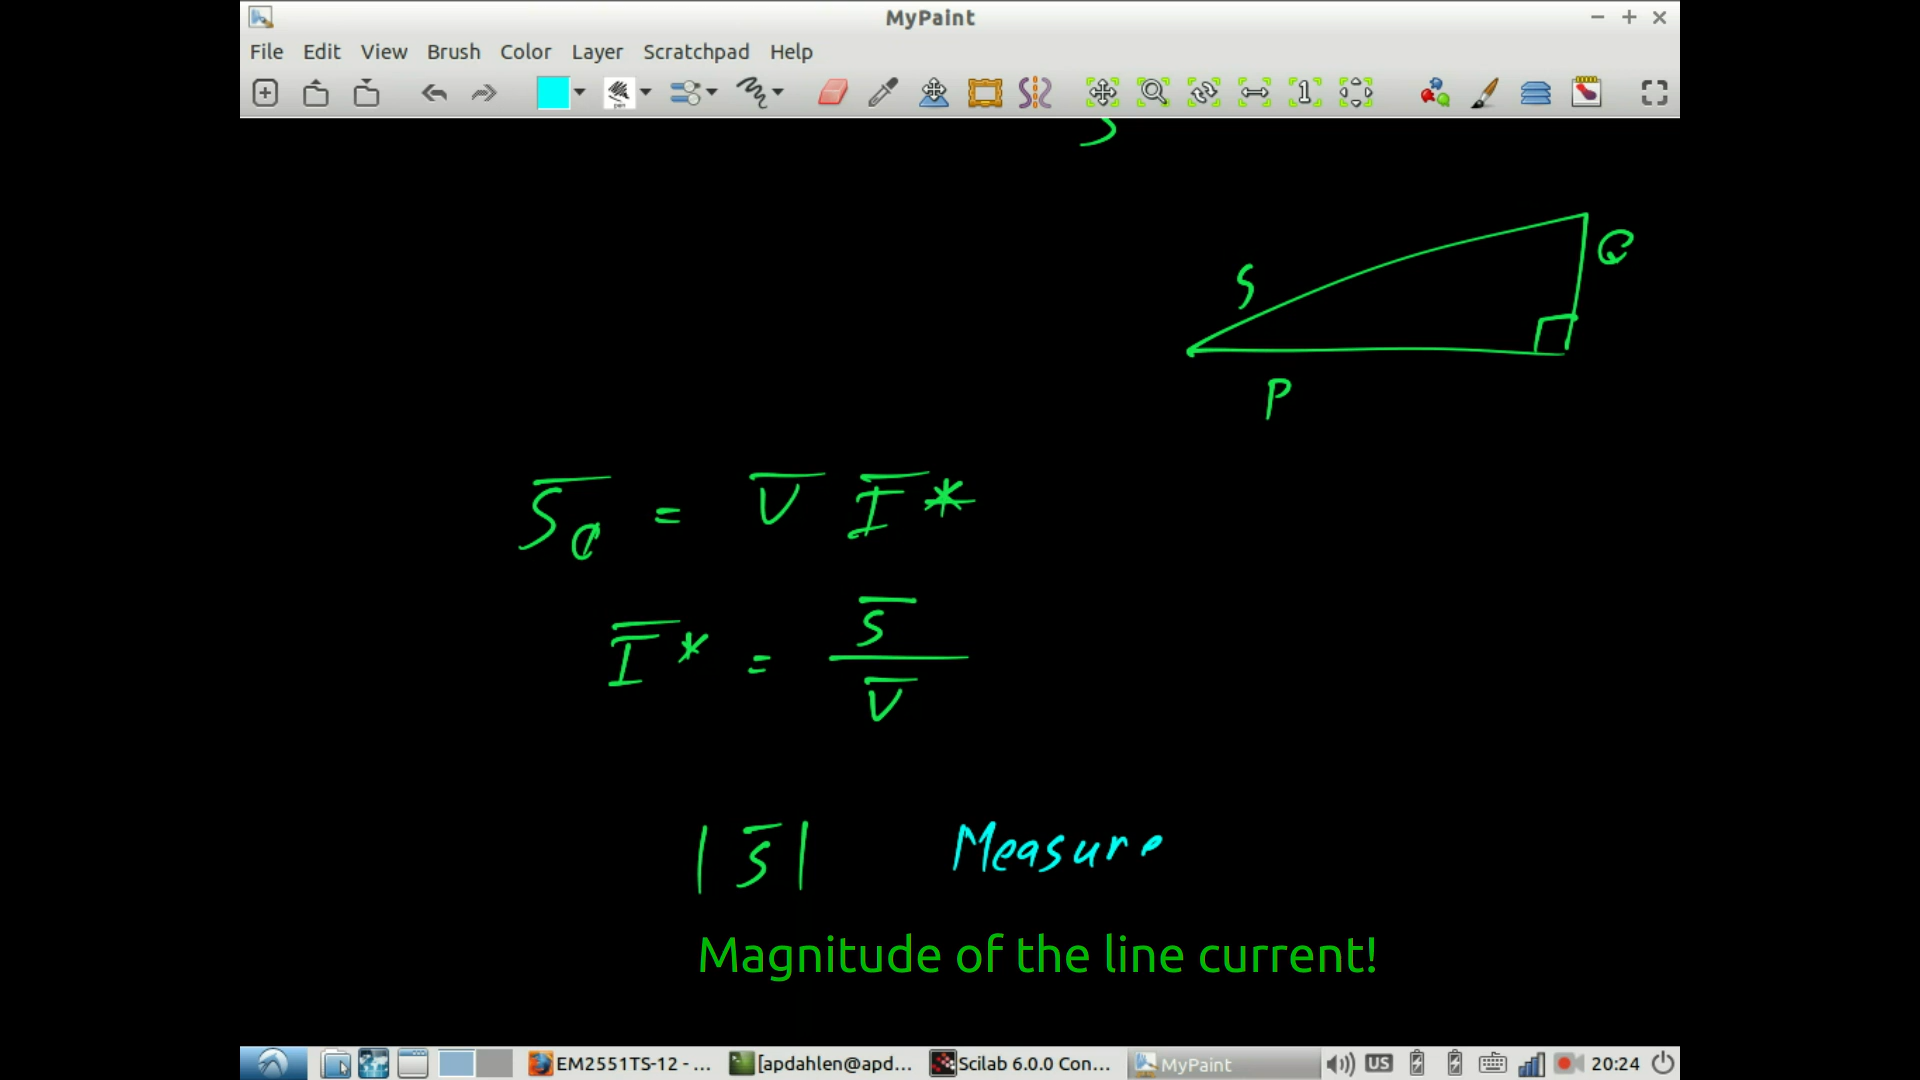 MyPaint
File Edit View Brush Color Layer Scratchpad Help
1
S
Q
S
P
S̅ = V̅ I̅*
I̅* = S̅ / V̅
|S̅| Measure
Magnitude of the line current!
EM2551TS-12 - ... [apdahlen@apd... Scilab 6.0.0 Con... MyPaint US 20:24